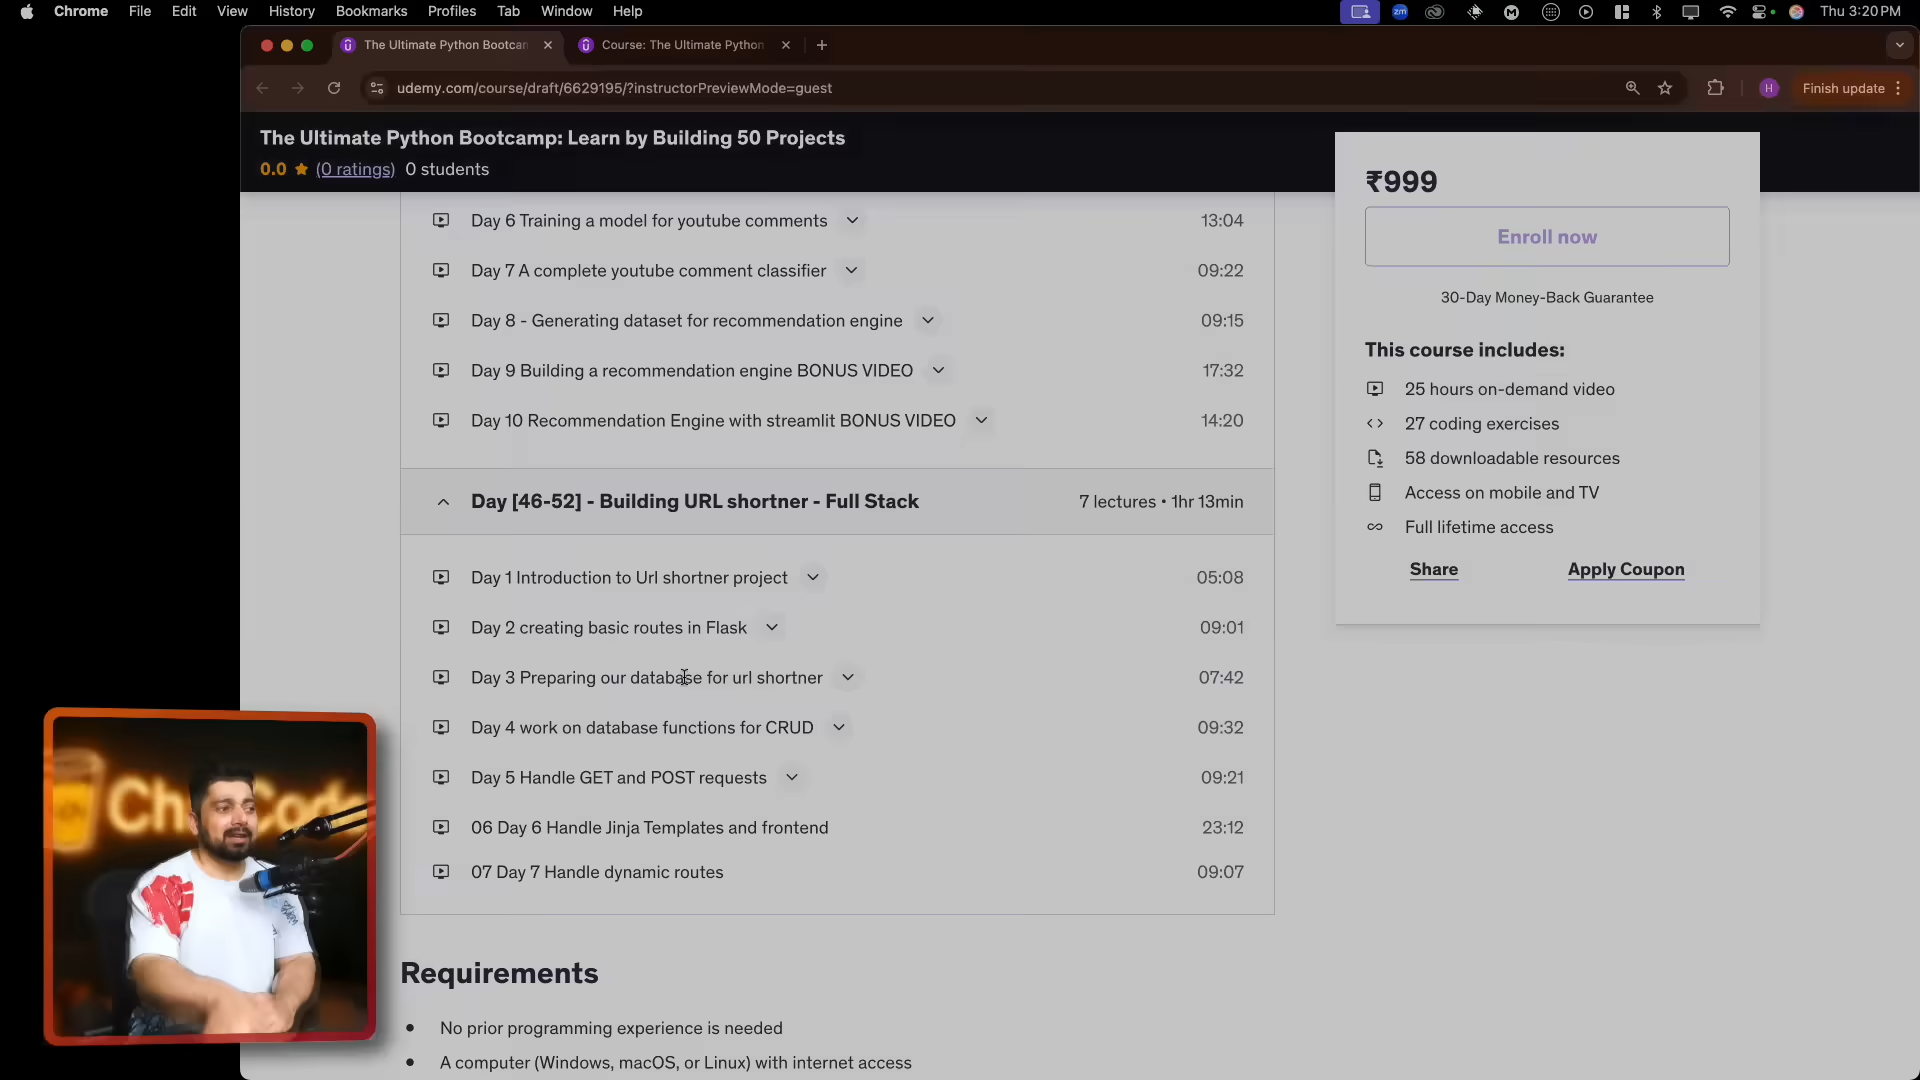 Chrome File Edit View History Bookmarks Profiles Tab Window Help
zm
Thu 3:20 PM
The Ultimate Python Bootcam
Course: The Ultimate Python
udemy.com/course/draft/6629195/?instructorPreviewMode=guest
H
Finish update
The Ultimate Python Bootcamp: Learn by Building 50 Projects
0.0 (0 ratings) 0 students
Day 6 Training a model for youtube comments 13:04
Day 7 A complete youtube comment classifier 09:22
Day 8 - Generating dataset for recommendation engine 09:15
Day 9 Building a recommendation engine BONUS VIDEO 17:32
Day 10 Recommendation Engine with streamlit BONUS VIDEO 14:20
Day [46-52] - Building URL shortner - Full Stack 7 lectures • 1hr 13min
Day 1 Introduction to Url shortner project 05:08
Day 2 creating basic routes in Flask 09:01
Day 3 Preparing our database for url shortner 07:42
Day 4 work on database functions for CRUD 09:32
Day 5 Handle GET and POST requests 09:21
06 Day 6 Handle Jinja Templates and frontend 23:12
07 Day 7 Handle dynamic routes 09:07
Requirements
• No prior programming experience is needed
• A computer (Windows, macOS, or Linux) with internet access
₹999
Enroll now
30-Day Money-Back Guarantee
This course includes:
25 hours on-demand video
27 coding exercises
58 downloadable resources
Access on mobile and TV
Full lifetime access
Share
Apply Coupon